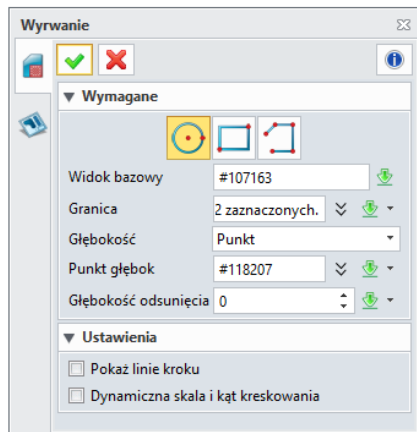 Wyrwanie
Wymagane
Widok bazowy #107163
Granica 2 zaznaczonych.
Głębokość Punkt
Punkt głębok #118207
Głębokość odsunięcia 0
Ustawienia
Pokaż linie kroku
Dynamiczna skala i kąt kreskowania